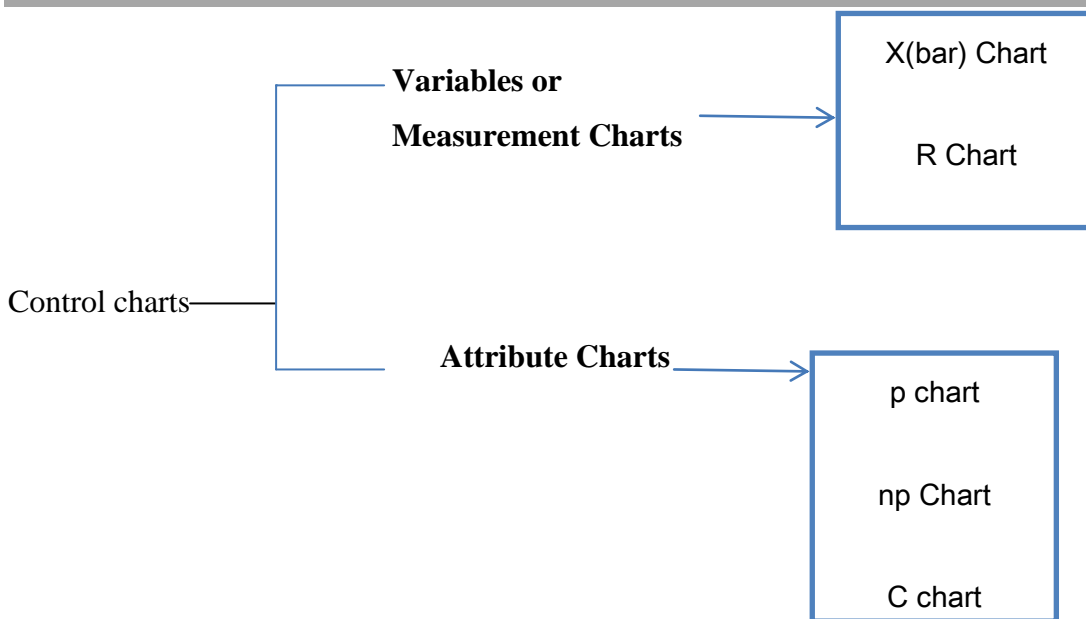 X(bar) Chart
Variables or
Measurement Charts
R Chart
Control charts
Attribute Charts
p chart
np Chart
C chart